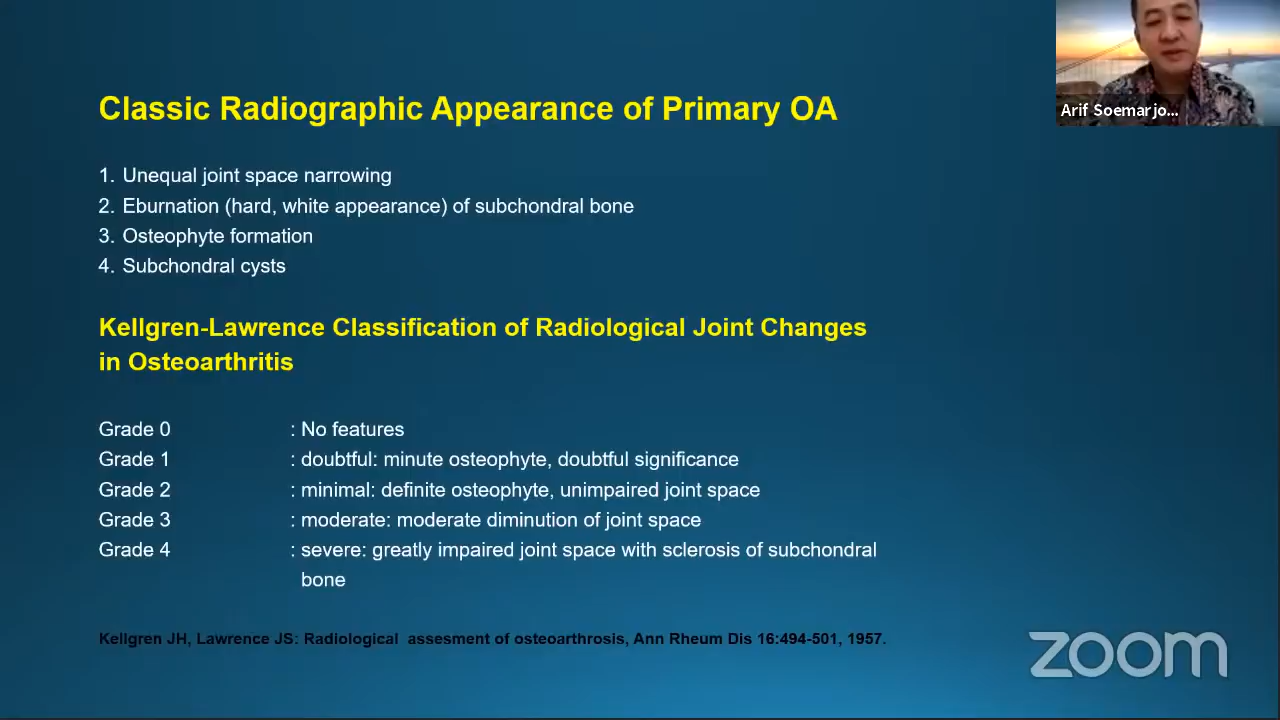 Classic Radiographic Appearance of Primary OA
1. Unequal joint space narrowing
2. Eburnation (hard, white appearance) of subchondral bone
3. Osteophyte formation
4. Subchondral cysts
Kellgren-Lawrence Classification of Radiological Joint Changes
in Osteoarthritis
Grade 0 : No features
Grade 1 : doubtful: minute osteophyte, doubtful significance
Grade 2 : minimal: definite osteophyte, unimpaired joint space
Grade 3 : moderate: moderate diminution of joint space
Grade 4 : severe: greatly impaired joint space with sclerosis of subchondral
bone
Kellgren JH, Lawrence JS: Radiological assesment of osteoarthrosis, Ann Rheum Dis 16:494-501, 1957.
Arif Soemarjo...
zoom